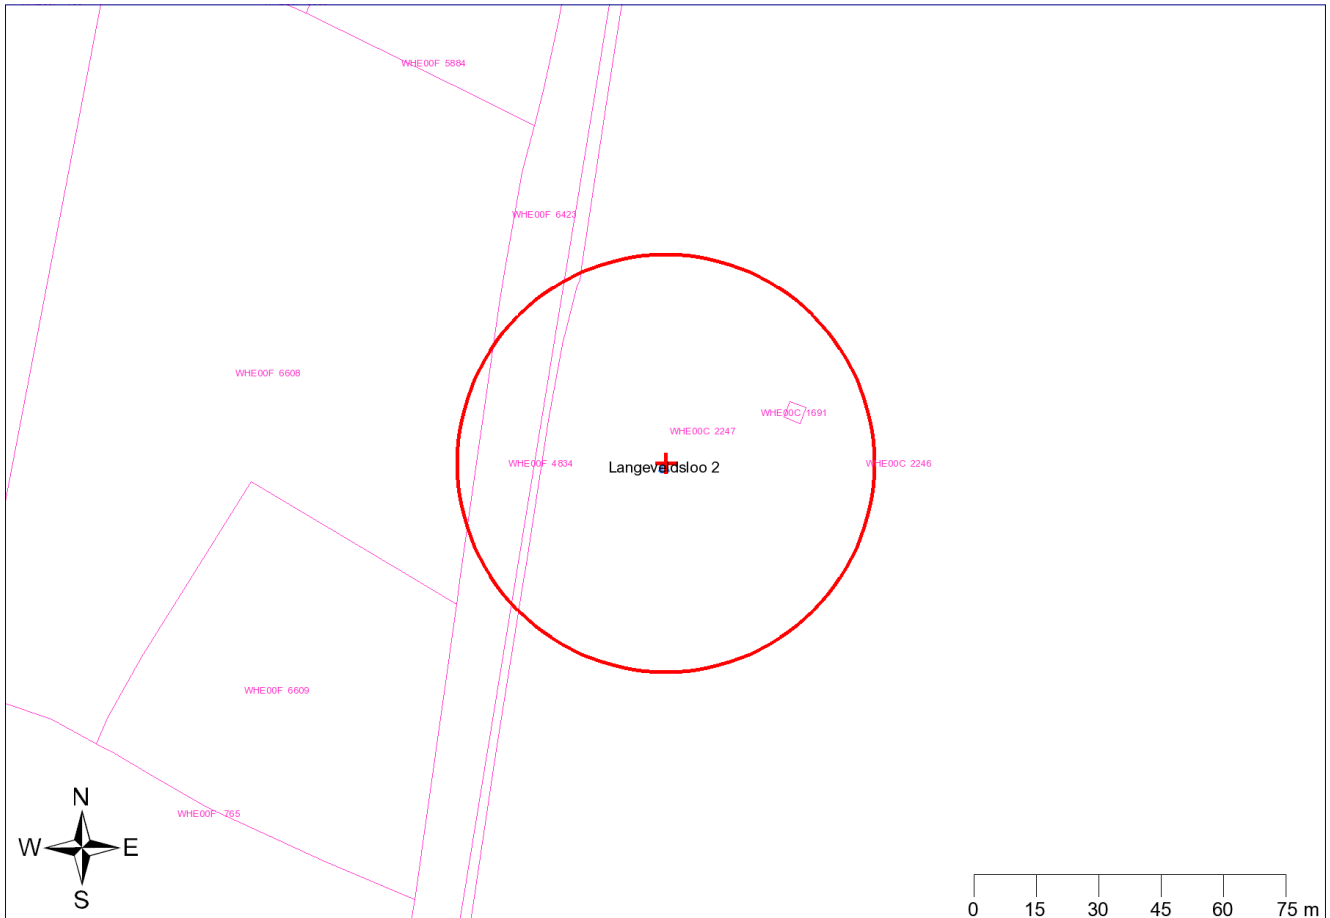 WHE00F 5884
WHE00F 6423
WHE00F 6608
WHE00C 1691
WHE00C 2247
WHE00F 4834
Langeveldsloo 2
WHE00C 2246
WHE00F 6609
WHE00F 765
N
W E
S
0 15 30 45 60 75 m